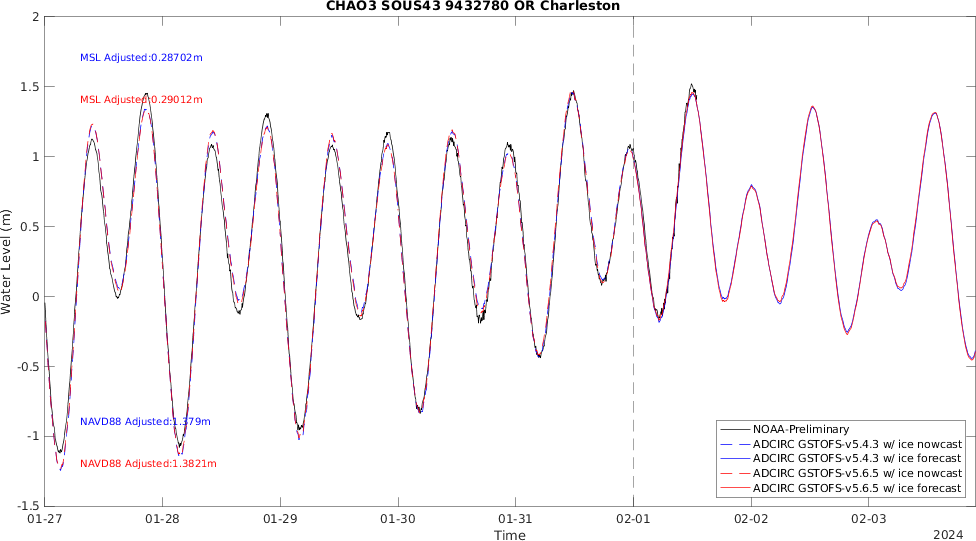 CHAO3 SOUS43 9432780 OR Charleston
2
MSL Adjusted:0.28702m
1.5
MSL Adjusted:0.29012m
1
0.5
Water Level (m)
0
-0.5
NAVD88 Adjusted:1.379m
-1
NAVD88 Adjusted:1.3821m
-1.5
NOAA-Preliminary
ADCIRC GSTOFS-v5.4.3 w/ ice nowcast
ADCIRC GSTOFS-v5.4.3 w/ ice forecast
ADCIRC GSTOFS-v5.6.5 w/ ice nowcast
ADCIRC GSTOFS-v5.6.5 w/ ice forecast
01-27 01-28 01-29 01-30 01-31 02-01 02-02 02-03
Time
2024